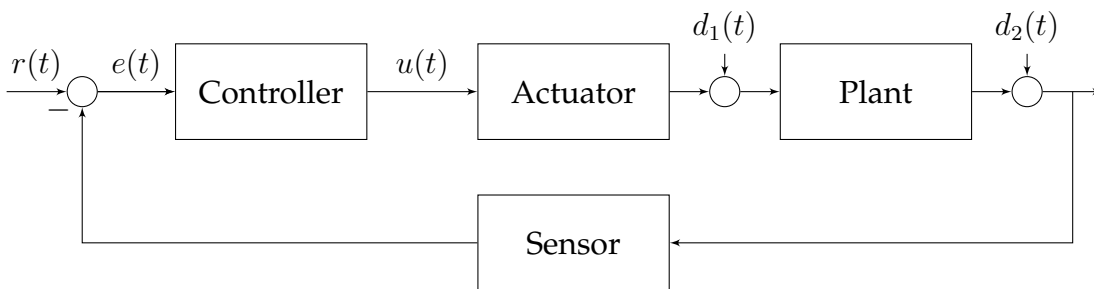 r(t)
−
e(t)
Controller
u(t)
Actuator
d₁(t)
Plant
d₂(t)
Sensor